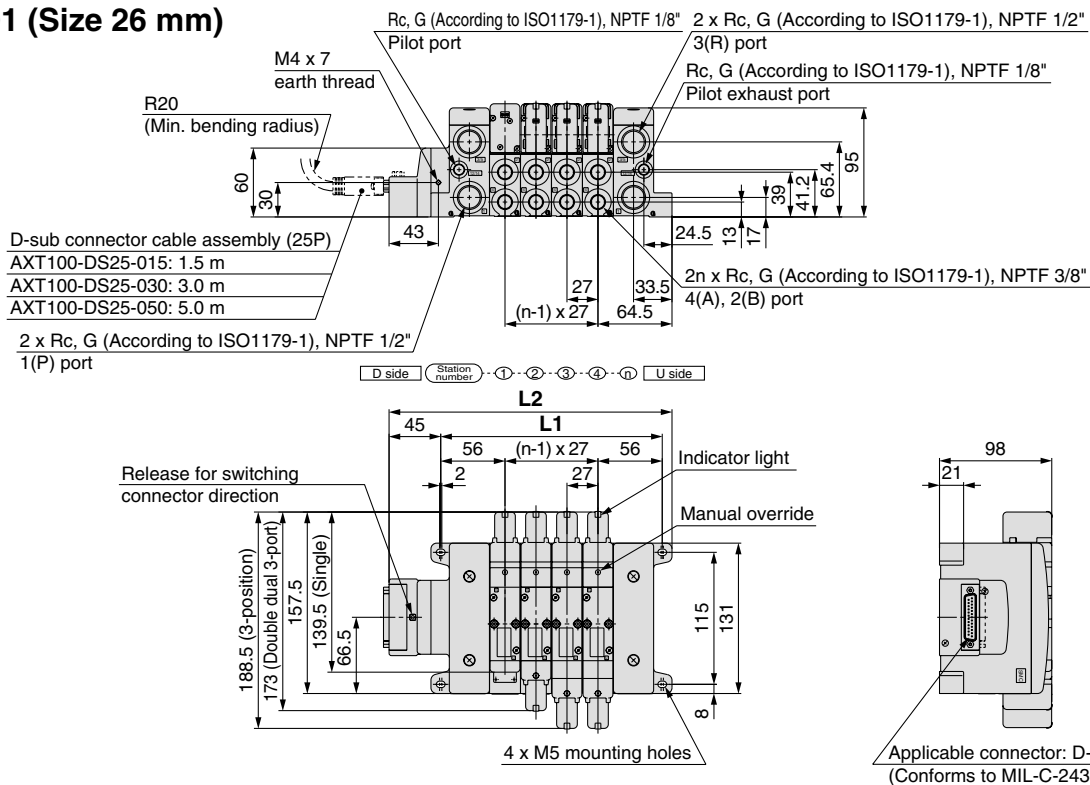 1 (Size 26 mm)
Rc, G (According to ISO1179-1), NPTF 1/8"
Pilot port
2 x Rc, G (According to ISO1179-1), NPTF 1/2"
3(R) port
M4 x 7
earth thread
Rc, G (According to ISO1179-1), NPTF 1/8"
Pilot exhaust port
R20
(Min. bending radius)
60
30
43
39
41.2
65.4
95
13
17
24.5
D-sub connector cable assembly (25P)
AXT100-DS25-015: 1.5 m
AXT100-DS25-030: 3.0 m
AXT100-DS25-050: 5.0 m
27
33.5
(n-1) x 27
64.5
2n x Rc, G (According to ISO1179-1), NPTF 3/8"
4(A), 2(B) port
2 x Rc, G (According to ISO1179-1), NPTF 1/2"
1(P) port
D side
Station
number
1
2
3
4
n
U side
L2
45
L1
56
(n-1) x 27
56
2
27
Indicator light
98
21
Release for switching
connector direction
Manual override
188.5 (3-position)
173 (Double dual 3-port)
157.5
139.5 (Single)
66.5
115
131
8
4 x M5 mounting holes
Applicable connector: D-
(Conforms to MIL-C-243